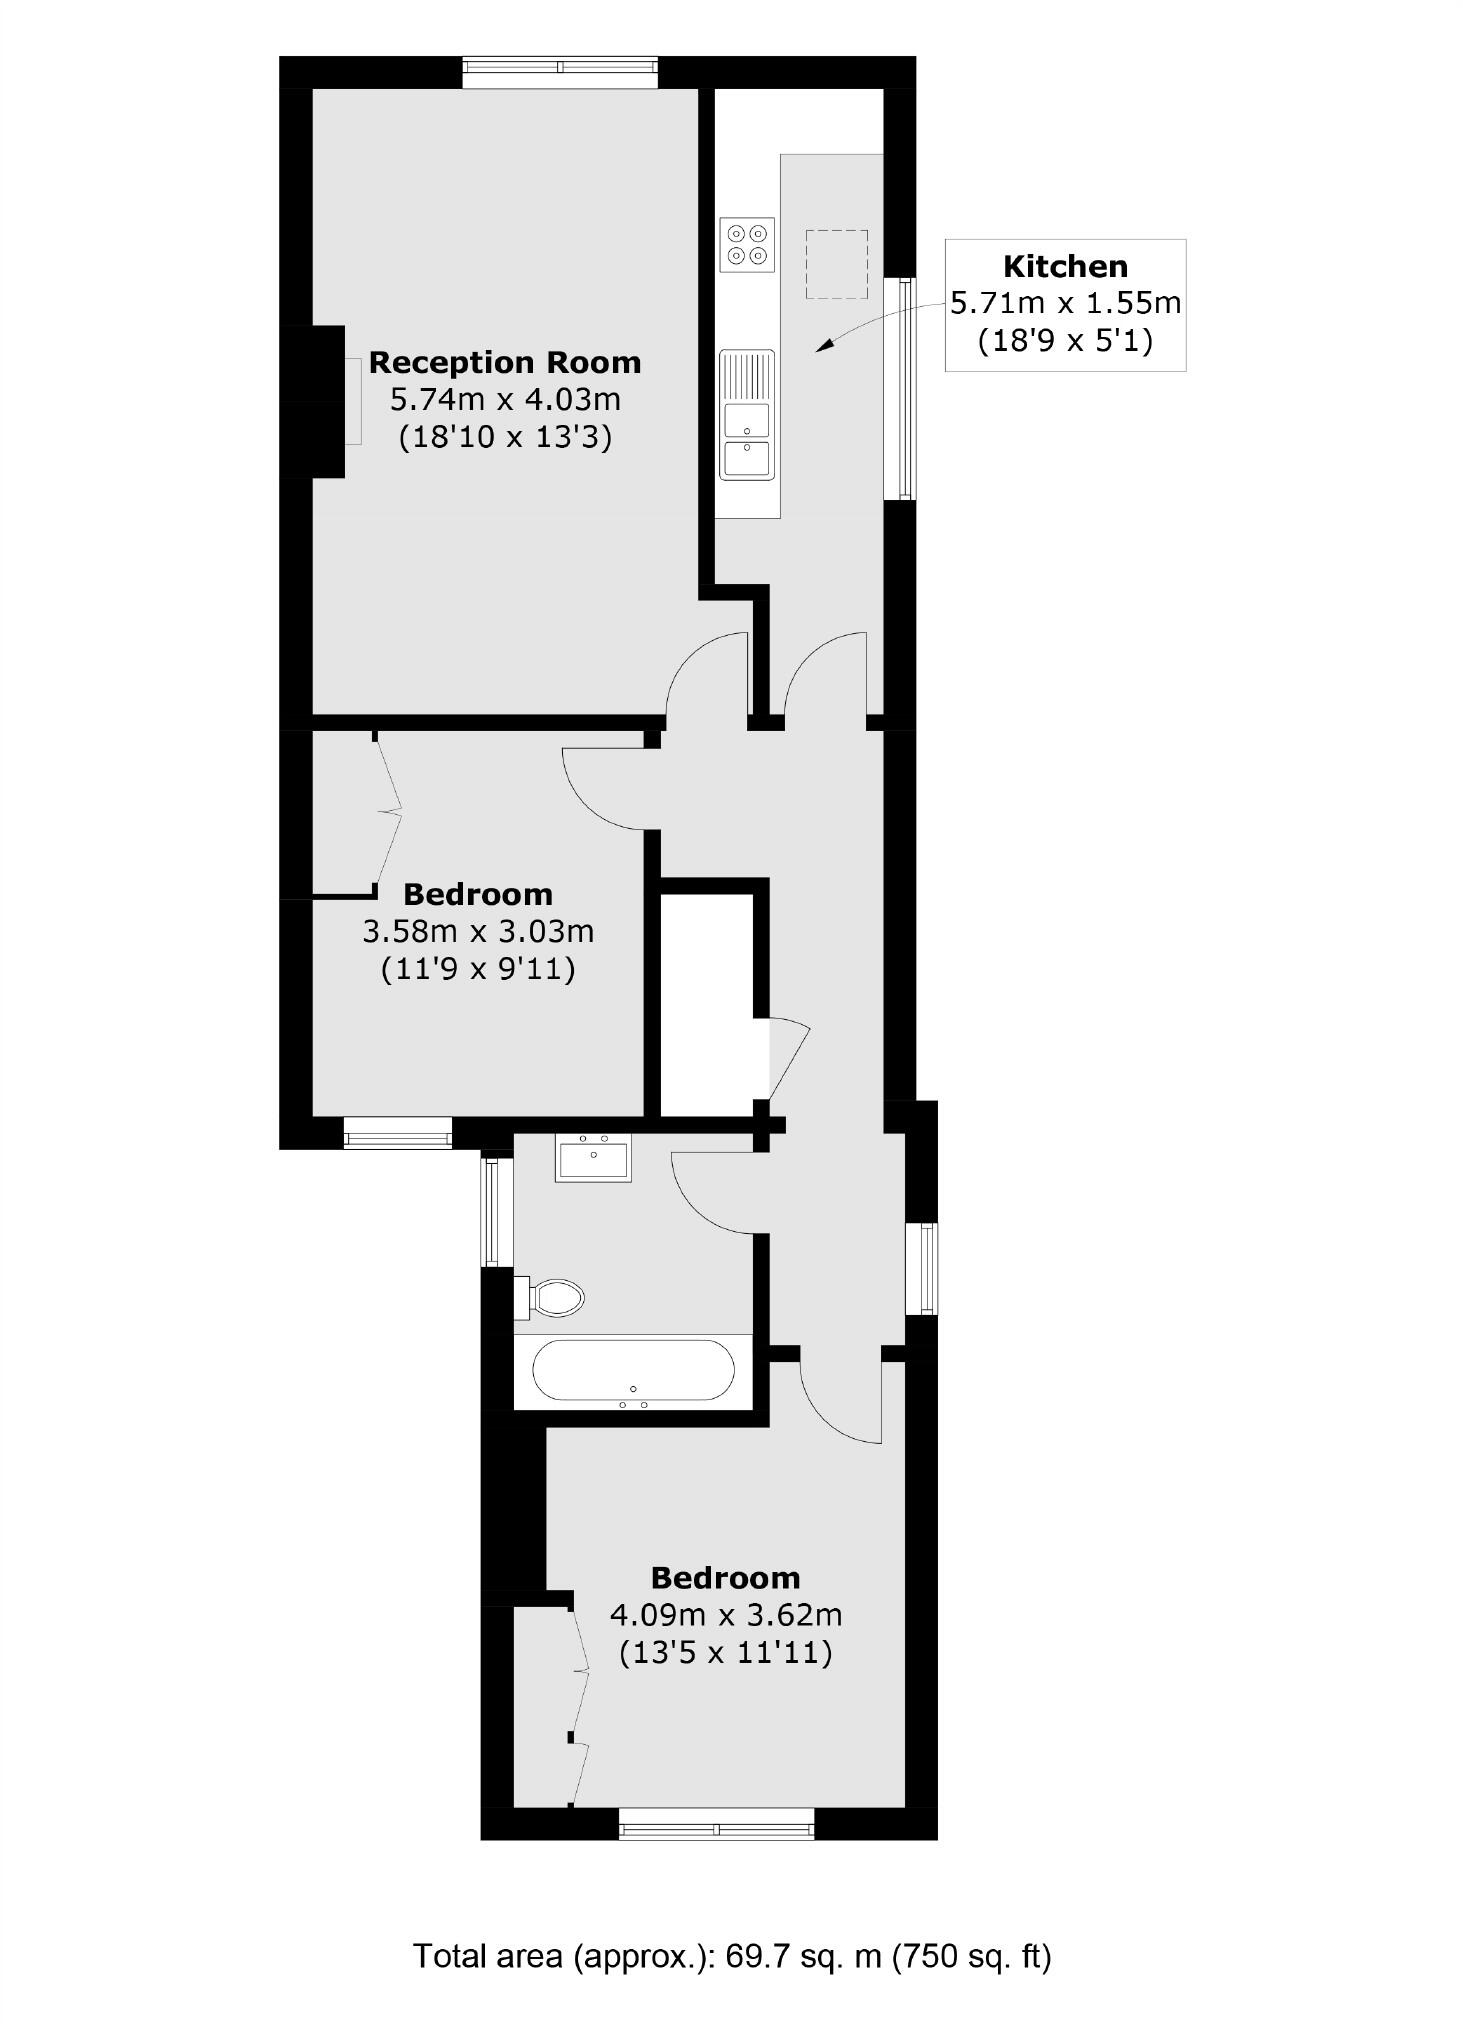 Kitchen
5.71m x 1.55m
(18'9 x 5'1)
Reception Room
5.74m x 4.03m
(18'10 x 13'3)
Bedroom
3.58m x 3.03m
(11'9 x 9'11)
Bedroom
4.09m x 3.62m
(13'5 x 11'11)
Total area (approx.): 69.7 sq. m (750 sq. ft)